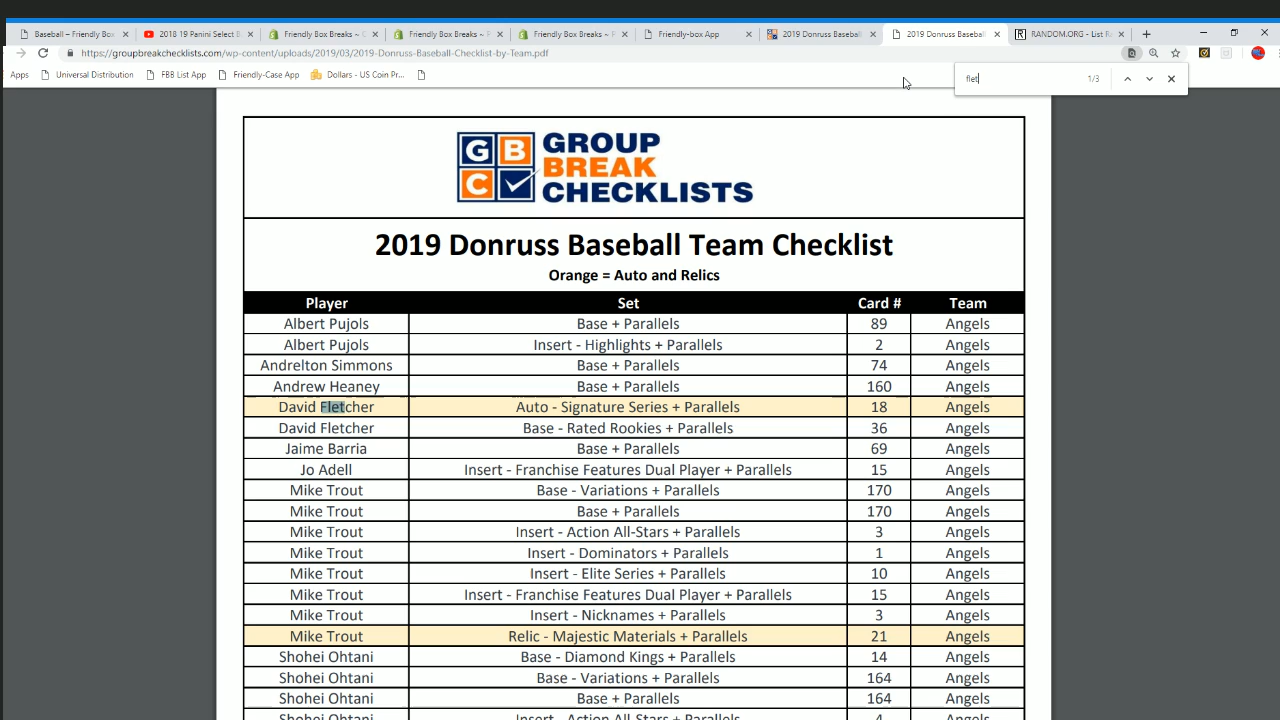 Baseball – Friendly Box
2018 19 Panini Select B
Friendly Box Breaks ~
Friendly Box Breaks ~
Friendly Box Breaks ~
Friendly-box App
2019 Donruss Baseball
2019 Donruss Baseball
RANDOM.ORG - List
https://groupbreakchecklists.com/wp-content/uploads/2019/03/2019-Donruss-Baseball-Checklist-by-Team.pdf
Apps
Universal Distribution
FBB List App
Friendly-Case App
Dollars - US Coin Pr...
flet
1/3
G B C
GROUP
BREAK
CHECKLISTS
2019 Donruss Baseball Team Checklist
Orange = Auto and Relics
Player Set Card # Team
Albert Pujols Base + Parallels 89 Angels
Albert Pujols Insert - Highlights + Parallels 2 Angels
Andrelton Simmons Base + Parallels 74 Angels
Andrew Heaney Base + Parallels 160 Angels
David Fletcher Auto - Signature Series + Parallels 18 Angels
David Fletcher Base - Rated Rookies + Parallels 36 Angels
Jaime Barria Base + Parallels 69 Angels
Jo Adell Insert - Franchise Features Dual Player + Parallels 15 Angels
Mike Trout Base - Variations + Parallels 170 Angels
Mike Trout Base + Parallels 170 Angels
Mike Trout Insert - Action All-Stars + Parallels 3 Angels
Mike Trout Insert - Dominators + Parallels 1 Angels
Mike Trout Insert - Elite Series + Parallels 10 Angels
Mike Trout Insert - Franchise Features Dual Player + Parallels 15 Angels
Mike Trout Insert - Nicknames + Parallels 3 Angels
Mike Trout Relic - Majestic Materials + Parallels 21 Angels
Shohei Ohtani Base - Diamond Kings + Parallels 14 Angels
Shohei Ohtani Base - Variations + Parallels 164 Angels
Shohei Ohtani Base + Parallels 164 Angels
Shohei Ohtani Insert - Action All-Stars + Parallels 4 Angels